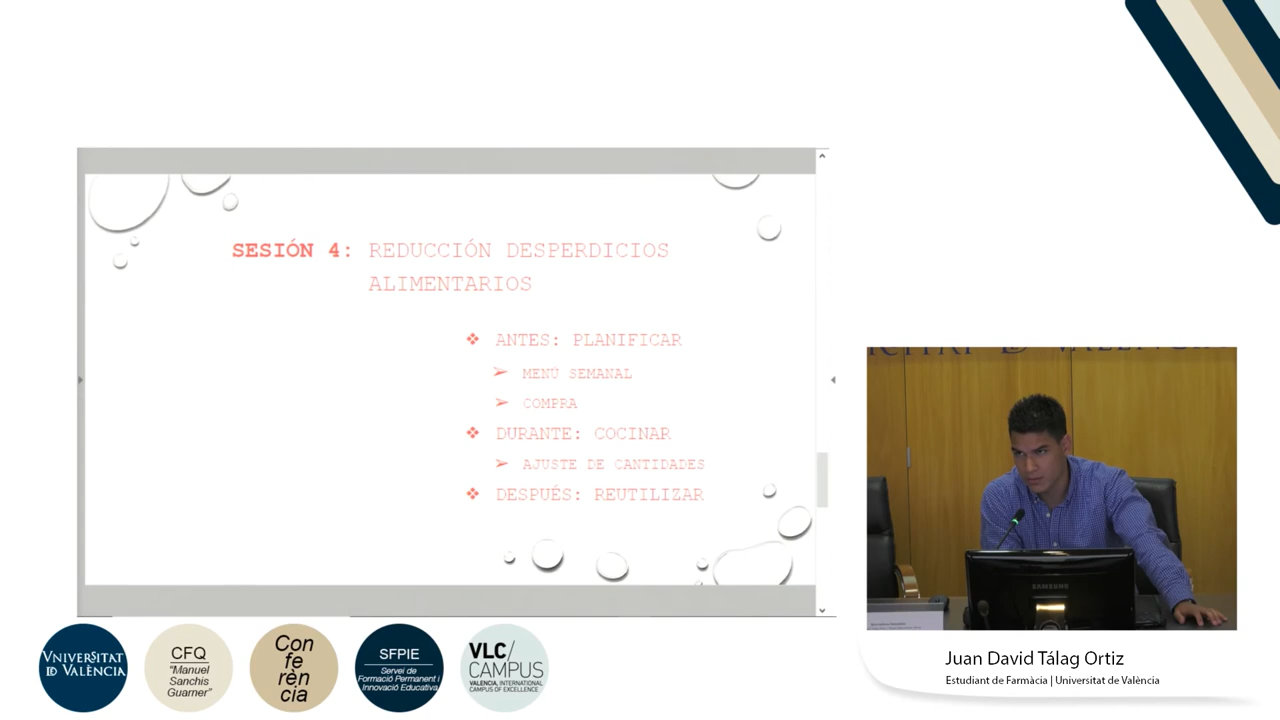 SESIÓN 4: REDUCCIÓN DESPERDICIOS
ALIMENTARIOS
ANTES: PLANIFICAR
MENÚ SEMANAL
COMPRA
DURANTE: COCINAR
AJUSTE DE CANTIDADES
DESPUÉS: REUTILIZAR
SAMSUNG
Juan David Tálag Ortiz
Estudiant de Farmàcia | Universitat de València
VNIVERSITAT
D VALÈNCIA
CFQ
"Manuel
Sanchis
Guarner"
Con
fe
rèn
cia
SFPIE
Servei de
Formació Permanent i
Innovació Educativa
VLC/
CAMPUS
VALENCIA, INTERNATIONAL
CAMPUS OF EXCELLENCE